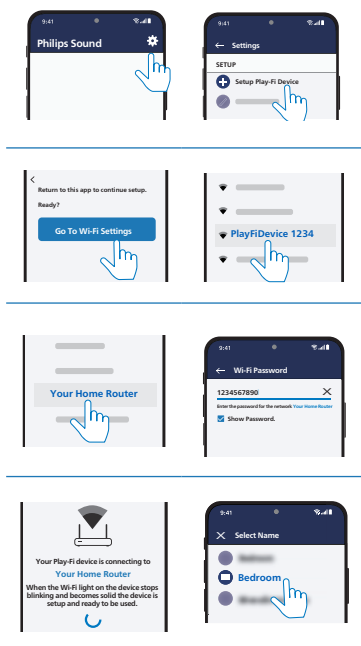 9:41
Philips Sound
9:41
← Settings
SETUP
Setup Play-Fi Device
Return to this app to continue setup.
Ready?
Go To Wi-Fi Settings
PlayFiDevice 1234
Your Home Router
9:41
← Wi-Fi Password
1234567890
Enter the password for the network Your Home Router
Show Password.
Your Play-Fi device is connecting to
Your Home Router
When the Wi-Fi light on the device stops
blinking and becomes solid the device is
setup and ready to be used.
9:41
Select Name
Bedroom